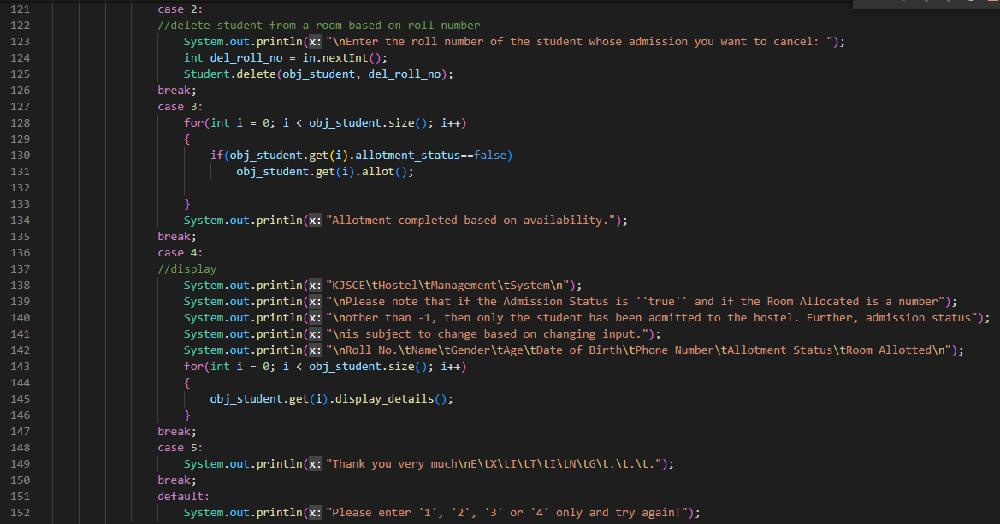 121 case 2:
122 //delete student from a room based on roll number
123 System.out.println(x: "\nEnter the roll number of the student whose admission you want to cancel: ");
124 int del_roll_no = in.nextInt();
125 Student.delete(obj_student, del_roll_no);
126 break;
127 case 3:
128 for(int i = 0; i < obj_student.size(); i++)
129 {
130 if(obj_student.get(i).allotment_status==false)
131 obj_student.get(i).allot();
132
133 }
134 System.out.println(x: "Allotment completed based on availability.");
135 break;
136 case 4:
137 //display
138 System.out.println(x: "KJSCE\tHostel\tManagement\tSystem\n");
139 System.out.println(x: "\nPlease note that if the Admission Status is ''true'' and if the Room Allocated is a number");
140 System.out.println(x: "\nother than -1, then only the student has been admitted to the hostel. Further, admission status");
141 System.out.println(x: "\nis subject to change based on changing input.");
142 System.out.println(x: "\nRoll No.\tName\tGender\tAge\tDate of Birth\tPhone Number\tAllotment Status\tRoom Allotted\n");
143 for(int i = 0; i < obj_student.size(); i++)
144 {
145 obj_student.get(i).display_details();
146 }
147 break;
148 case 5:
149 System.out.println(x: "Thank you very much\nE\tX\tI\tT\tI\tN\tG\t.\t.\t.");
150 break;
151 default:
152 System.out.println(x: "Please enter '1', '2', '3' or '4' only and try again!");